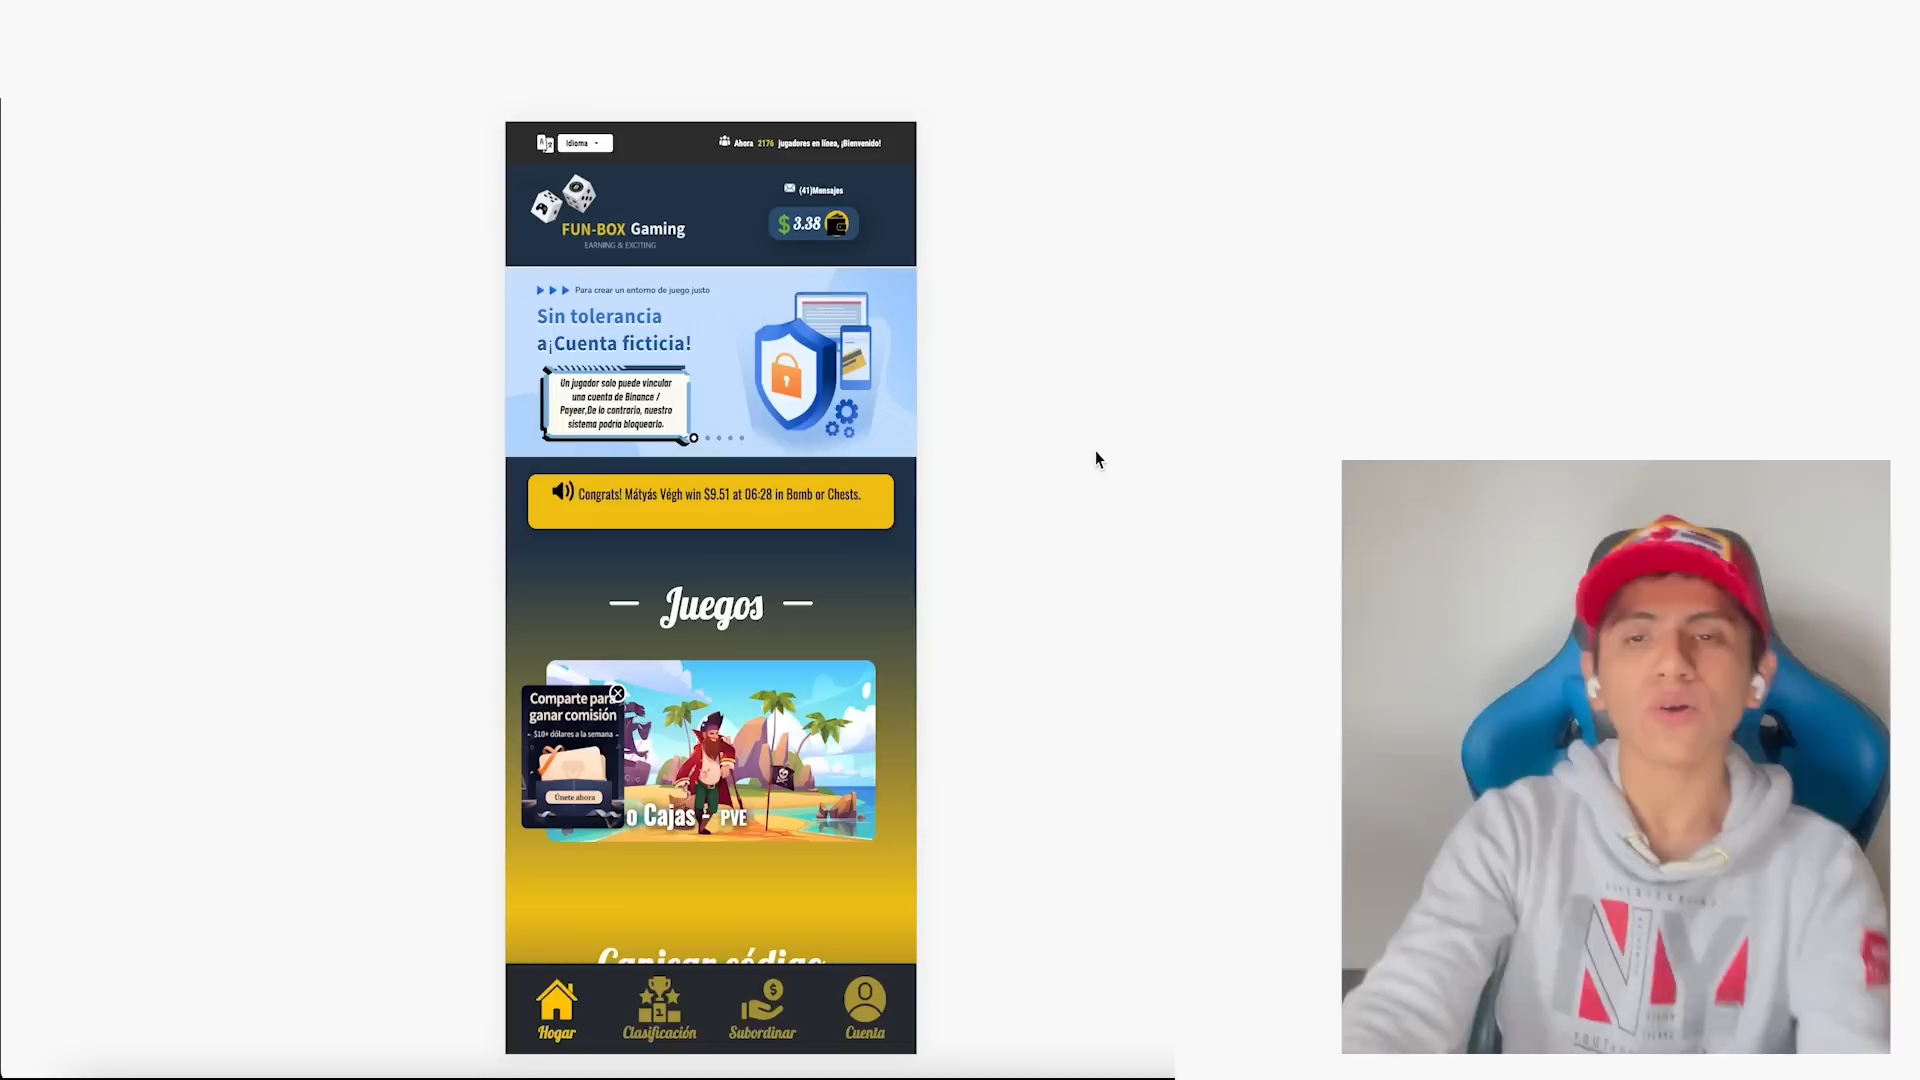 Idioma
Ahora 2176 jugadores en línea, ¡Bienvenido!
(41)Mensajes
$ 3.38
FUN-BOX Gaming
EARNING & EXCITING
Para crear un entorno de juego justo
Sin tolerancia
a¡Cuenta ficticia!
Un jugador solo puede vincular
una cuenta de Binance /
Payeer,De lo contrario, nuestro
sistema podría bloquearlo.
Congrats! Mátyás Végh win $9.51 at 06:28 in Bomb or Chests.
Juegos
Comparte para
ganar comisión
- $10+ dólares a la semana -
Únete ahora
o Cajas - PVE
Canjear código
Hogar
Clasificación
Subordinar
Cuenta
NY